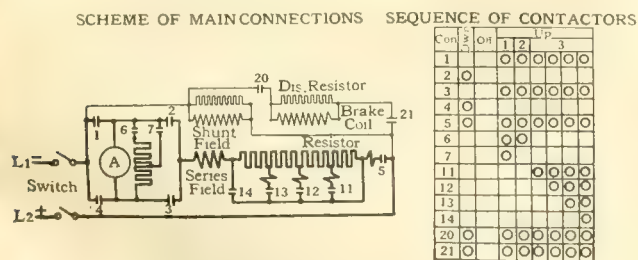 SCHEME OF MAIN CONNECTIONS SEQUENCE OF CONTACTORS
Con Off Up
1 2 3
20 Dis. Resistor
Brake
Coil
21
1 6 7 2
Shunt
Field
Resistor
A
L1 − Series
Field
Switch
14 13 12 11 5
L2 ± 4 3
1
2
3
4
5
6
7
11
12
13
14
20
21